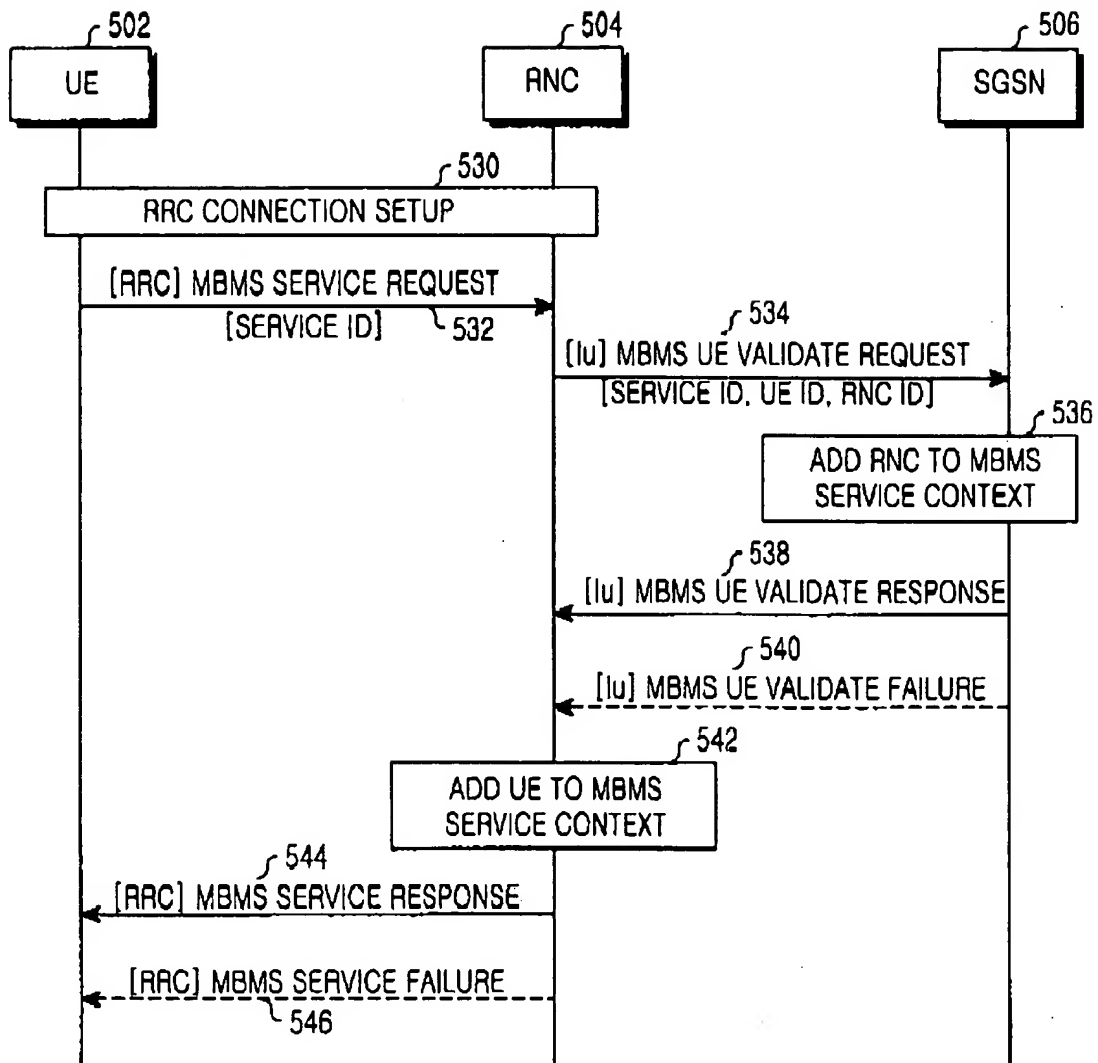 502
504
506
UE
RNC
SGSN
530
RRC CONNECTION SETUP
[RRC] MBMS SERVICE REQUEST
[SERVICE ID]
532
534
[Iu] MBMS UE VALIDATE REQUEST
[SERVICE ID, UE ID, RNC ID]
536
ADD RNC TO MBMS
SERVICE CONTEXT
538
[Iu] MBMS UE VALIDATE RESPONSE
540
[Iu] MBMS UE VALIDATE FAILURE
542
ADD UE TO MBMS
SERVICE CONTEXT
544
[RRC] MBMS SERVICE RESPONSE
[RRC] MBMS SERVICE FAILURE
546